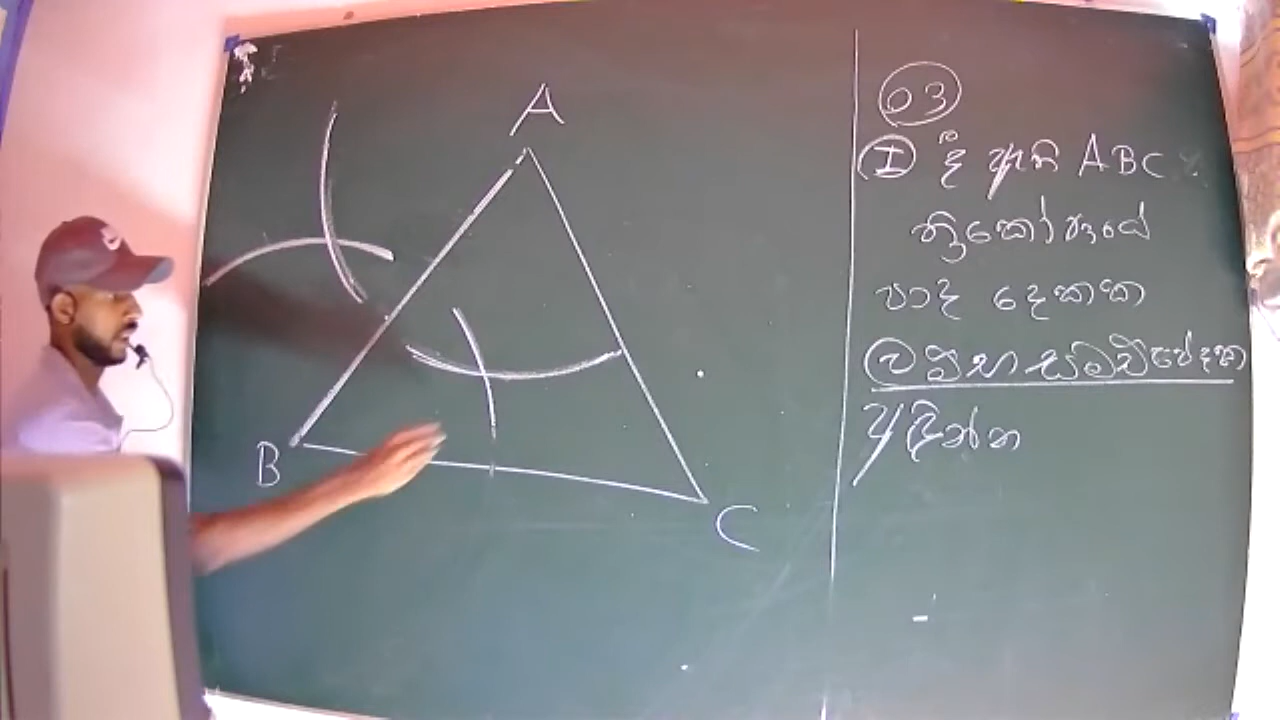 A
B
C
03
I දී ඇති ABC
ත්‍රිකෝණයේ
පාද දෙකක
ලම්භ සමච්ඡේදක
අඳින්න